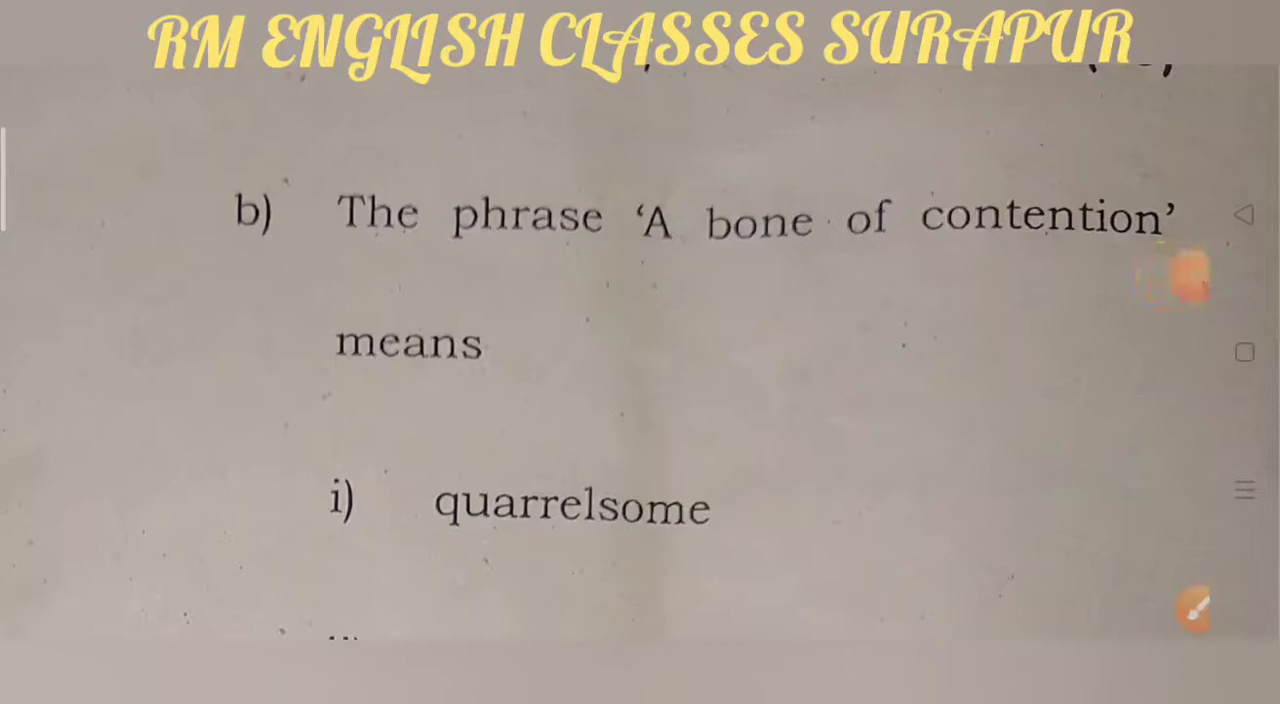 RM ENGLISH CLASSES SURAPUR
b) The phrase ‘A bone of contention’
means
i) quarrelsome